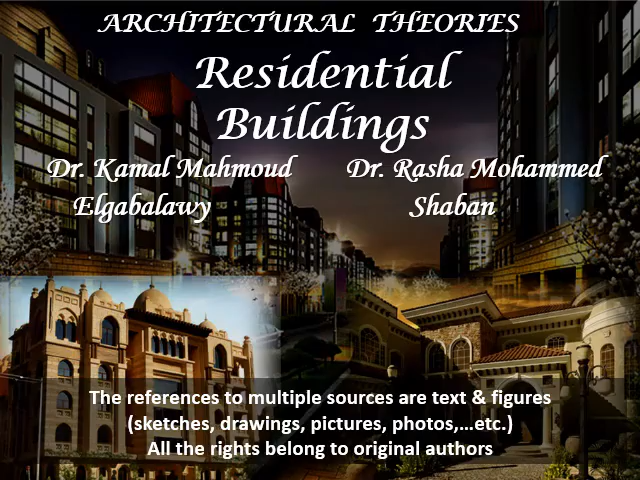 ARCHITECTURAL THEORIES
Residential
Buildings
Dr. Kamal Mahmoud
Elgabalawy
Dr. Rasha Mohammed
Shaban
The references to multiple sources are text & figures
(sketches, drawings, pictures, photos,...etc.)
All the rights belong to original authors